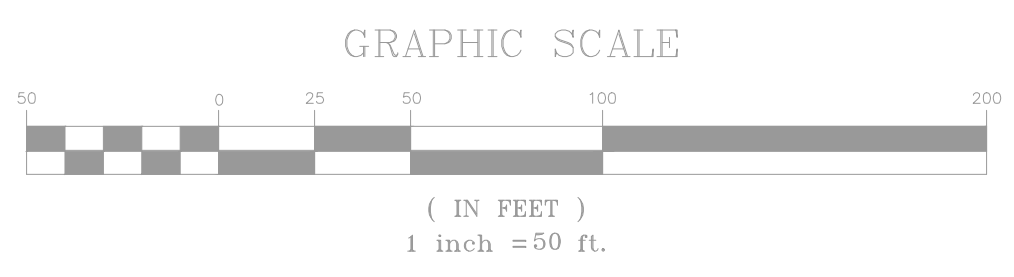 GRAPHIC SCALE
50 0 25 50 100 200
( IN FEET )
1 inch =50 ft.